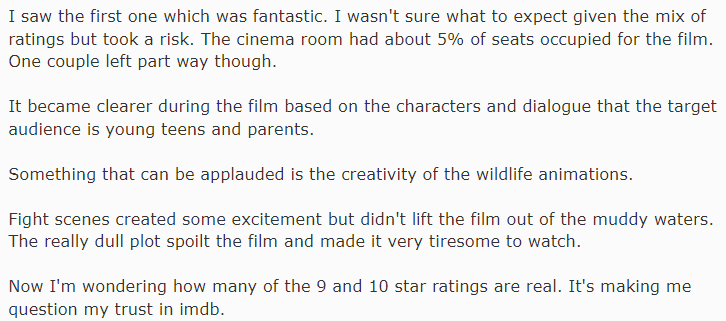 I saw the first one which was fantastic. I wasn't sure what to expect given the mix of
ratings but took a risk. The cinema room had about 5% of seats occupied for the film.
One couple left part way though.
It became clearer during the film based on the characters and dialogue that the target
audience is young teens and parents.
Something that can be applauded is the creativity of the wildlife animations.
Fight scenes created some excitement but didn't lift the film out of the muddy waters.
The really dull plot spoilt the film and made it very tiresome to watch.
Now I'm wondering how many of the 9 and 10 star ratings are real. It's making me
question my trust in imdb.